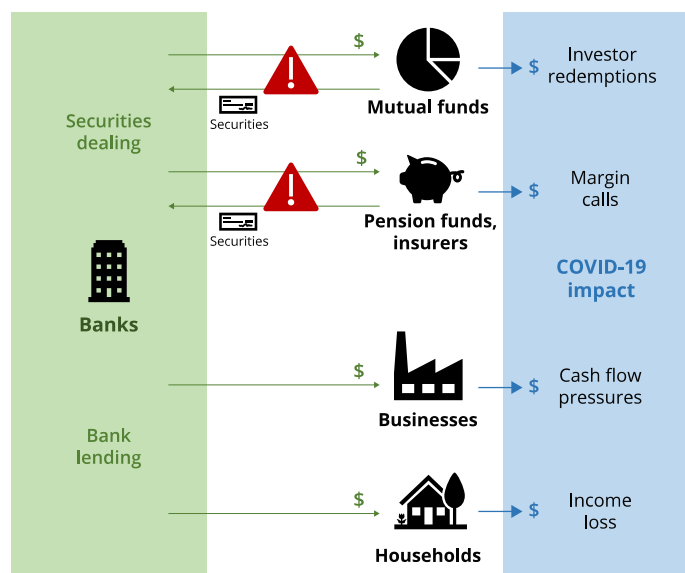 $
Securities
dealing
Securities
Mutual funds
$
Investor
redemptions
$
Securities
Pension funds,
insurers
$
Margin
calls
Banks
COVID-19
impact
$
Businesses
$
Cash flow
pressures
Bank
lending
$
Households
$
Income
loss